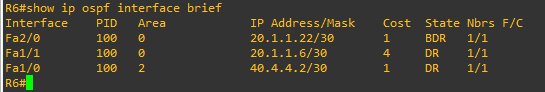 R6#show ip ospf interface brief
Interface    PID   Area            IP Address/Mask    Cost  State Nbrs F/C
Fa2/0        100   0               20.1.1.22/30       1     BDR   1/1
Fa1/1        100   0               20.1.1.6/30        4     DR    1/1
Fa1/0        100   2               40.4.4.2/30        1     DR    1/1
R6#